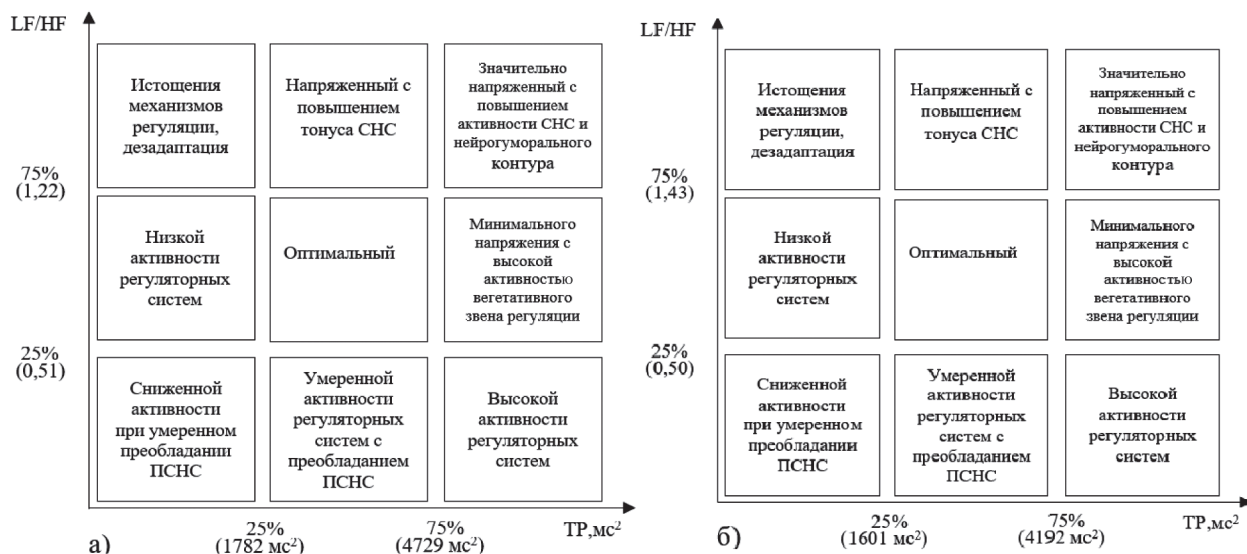 LF/HF
Истощения
механизмов
регуляции,
дезадаптация
Напряженный с
повышением
тонуса СНС
Значительно
напряженный с
повышением
активности СНС и
нейрогуморального
контура
75%
(1,22)
Низкой
активности
регуляторных
систем
Оптимальный
Минимального
напряжения с
высокой
активностью
вегетативного
звена регуляции
25%
(0,51)
Сниженной
активности
при умеренном
преобладании
ПСНС
Умеренной
активности
регуляторных
систем с
преобладанием
ПСНС
Высокой
активности
регуляторных
систем
а)
25%
(1782 мс²)
75%
(4729 мс²)
TP,мс²
LF/HF
Истощения
механизмов
регуляции,
дезадаптация
Напряженный с
повышением
тонуса СНС
Значительно
напряженный с
повышением
активности СНС и
нейрогуморального
контура
75%
(1,43)
Низкой
активности
регуляторных
систем
Оптимальный
Минимального
напряжения с
высокой
активностью
вегетативного
звена регуляции
25%
(0,50)
Сниженной
активности
при умеренном
преобладании
ПСНС
Умеренной
активности
регуляторных
систем с
преобладанием
ПСНС
Высокой
активности
регуляторных
систем
б)
25%
(1601 мс²)
75%
(4192 мс²)
TP,мс²